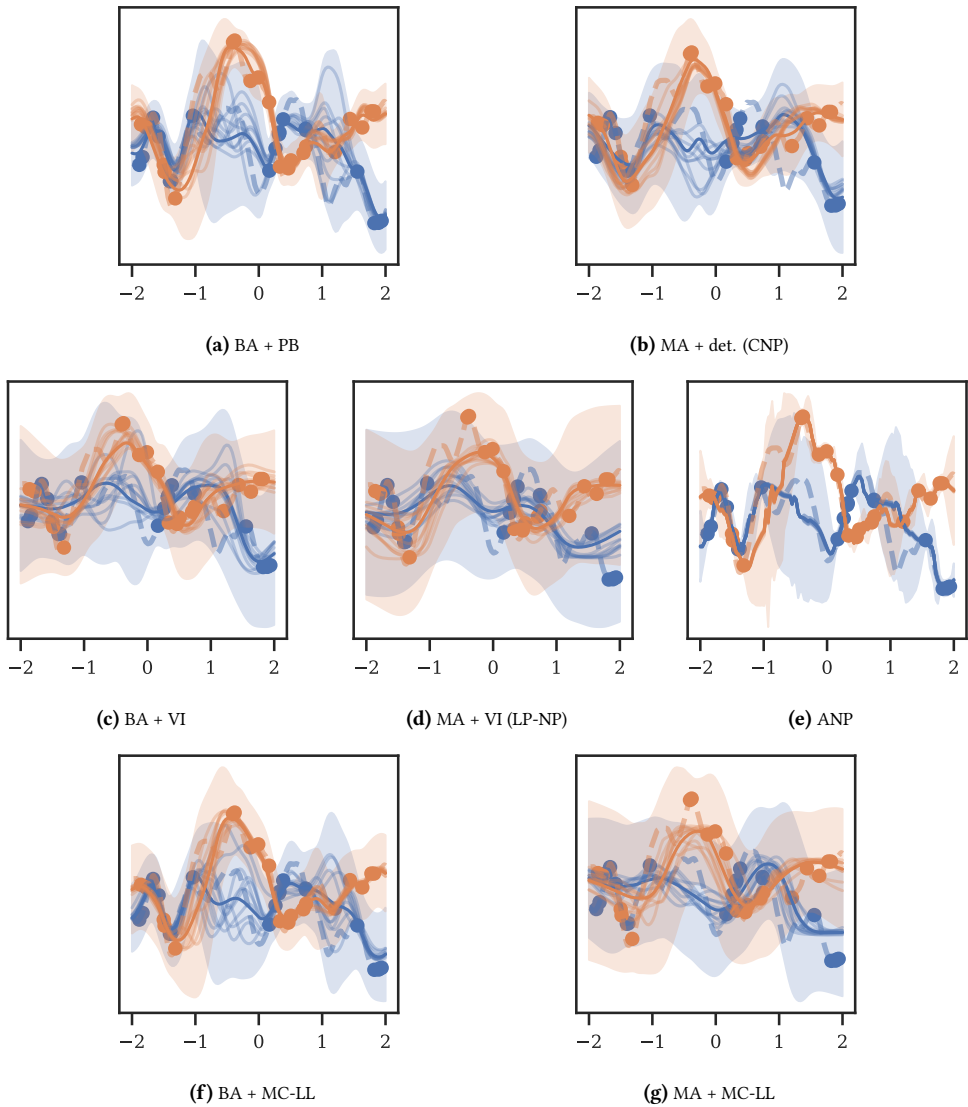 −2 −1 0 1 2
−2 −1 0 1 2
(a) BA + PB
(b) MA + det. (CNP)
−2 −1 0 1 2
−2 −1 0 1 2
−2 −1 0 1 2
(c) BA + VI
(d) MA + VI (LP-NP)
(e) ANP
−2 −1 0 1 2
−2 −1 0 1 2
(f) BA + MC-LL
(g) MA + MC-LL